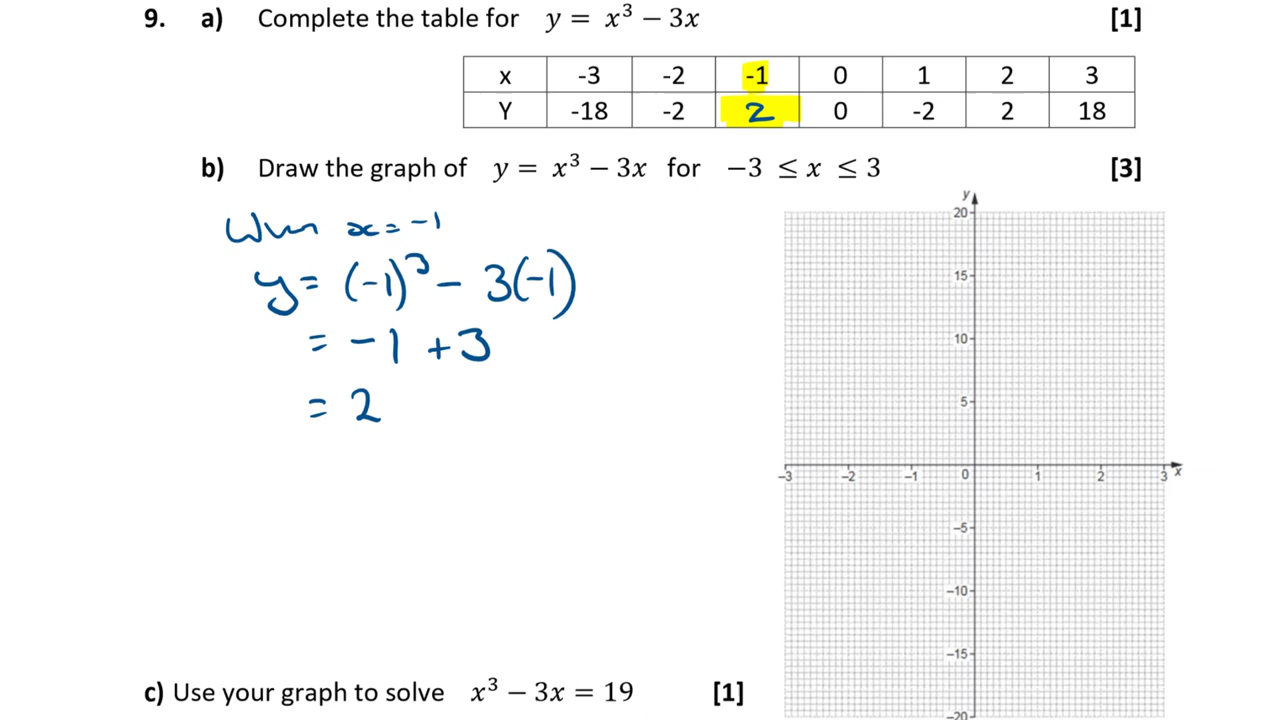 9. a) Complete the table for y = x³ − 3x [1]
x -3 -2 -1 0 1 2 3
Y -18 -2 2 0 -2 2 18
b) Draw the graph of y = x³ − 3x for −3 ≤ x ≤ 3 [3]
When x = -1
y = (-1)³ - 3(-1)
= -1 + 3
= 2
y
20
15
10
5
−3 −2 −1 0 1 2 3 x
−5
−10
−15
−20
c) Use your graph to solve x³ − 3x = 19 [1]